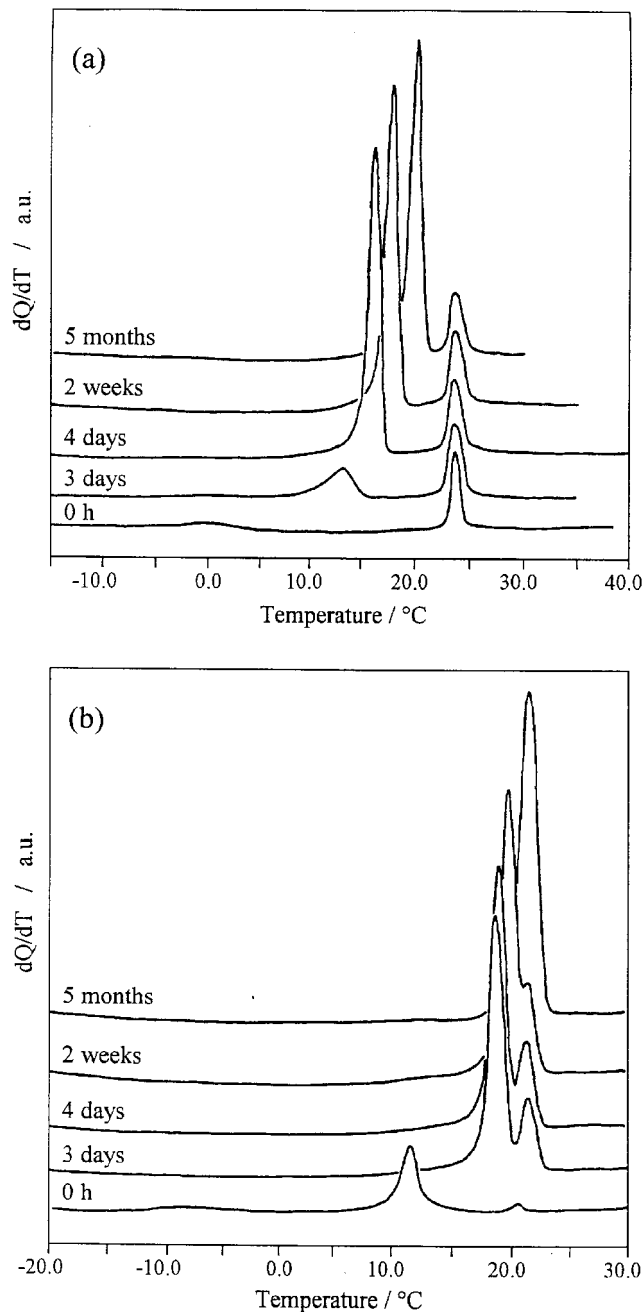 (a)
dQ/dT / a.u.
5 months
2 weeks
4 days
3 days
0 h
-10.0 0.0 10.0 20.0 30.0 40.0
Temperature / °C
(b)
dQ/dT / a.u.
5 months
2 weeks
4 days
3 days
0 h
-20.0 -10.0 0.0 10.0 20.0 30.0
Temperature / °C